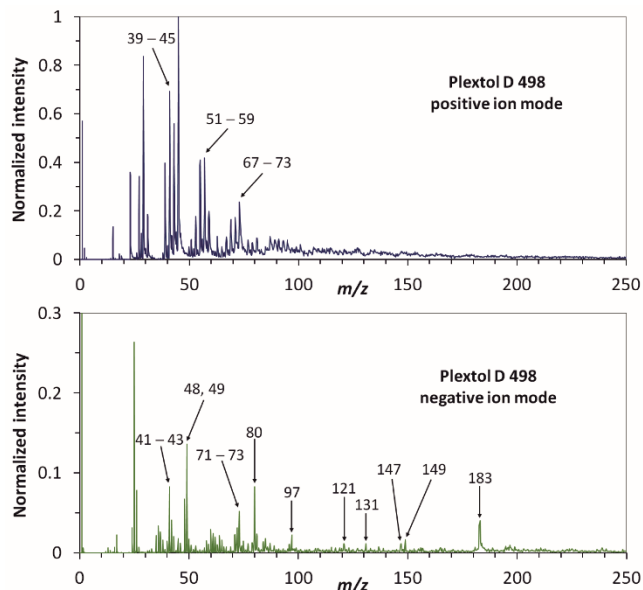 Normalized intensity
1
0.8
0.6
0.4
0.2
0
39 – 45
51 – 59
67 – 73
Plextol D 498
positive ion mode
0 50 100 150 200 250
m/z
Normalized intensity
0.3
0.2
0.1
0
48, 49
41 – 43
71 – 73
80
97
121
131
147
149
183
Plextol D 498
negative ion mode
0 50 100 150 200 250
m/z